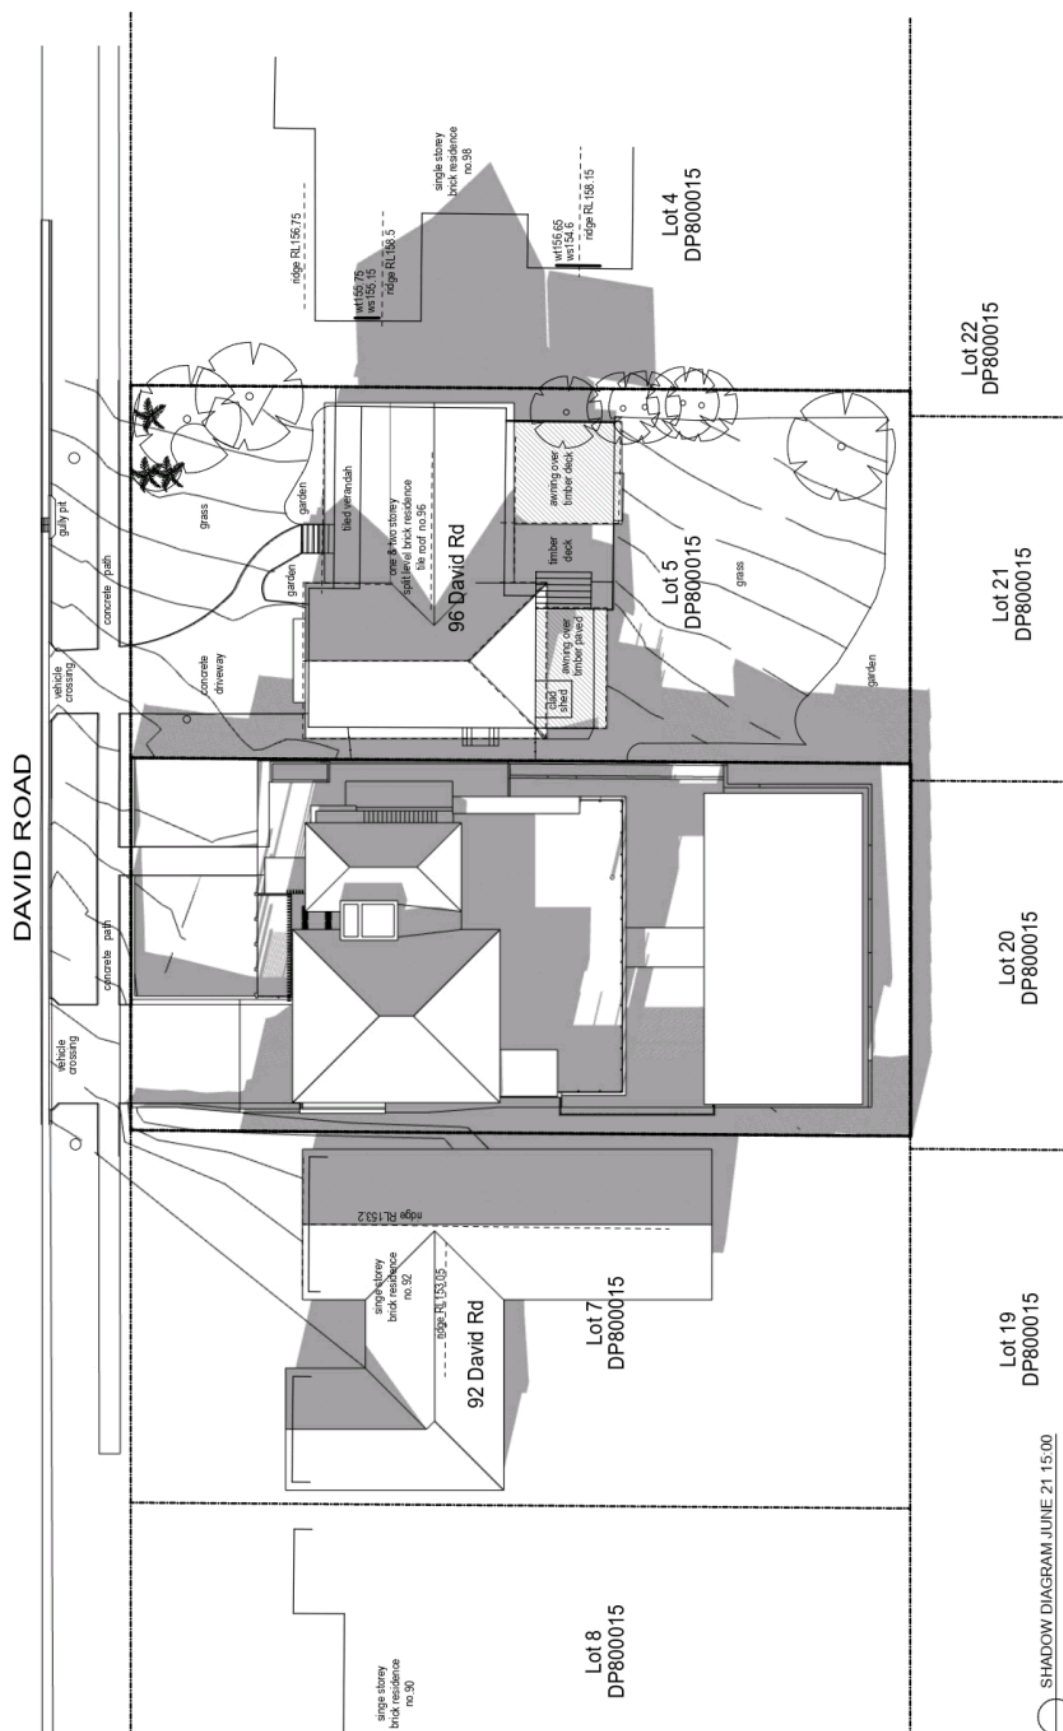 DAVID ROAD
vehicle
crossing
concrete path
vehicle
crossing
concrete path
gully pit
singe storey
brick residence
no.90
Lot 8
DP800015
singe storey
brick residence
no.92
ridge RL153.2
ridge RL153.05
92 David Rd
Lot 7
DP800015
concrete
driveway
grass
garden
garden
tiled verandah
one & two storey
split level brick residence
tile roof no.96
96 David Rd
clad
shed
awning over
timber paved
timber
deck
awning over
timber deck
Lot 5
DP800015
grass
garden
ridge RL156.75
wt155.75
ws155.15
ridge RL158.5
single storey
brick residence
no.98
wt156.65
ws154.6
ridge RL158.15
Lot 4
DP800015
Lot 19
DP800015
Lot 20
DP800015
Lot 21
DP800015
Lot 22
DP800015
SHADOW DIAGRAM JUNE 21 15:00